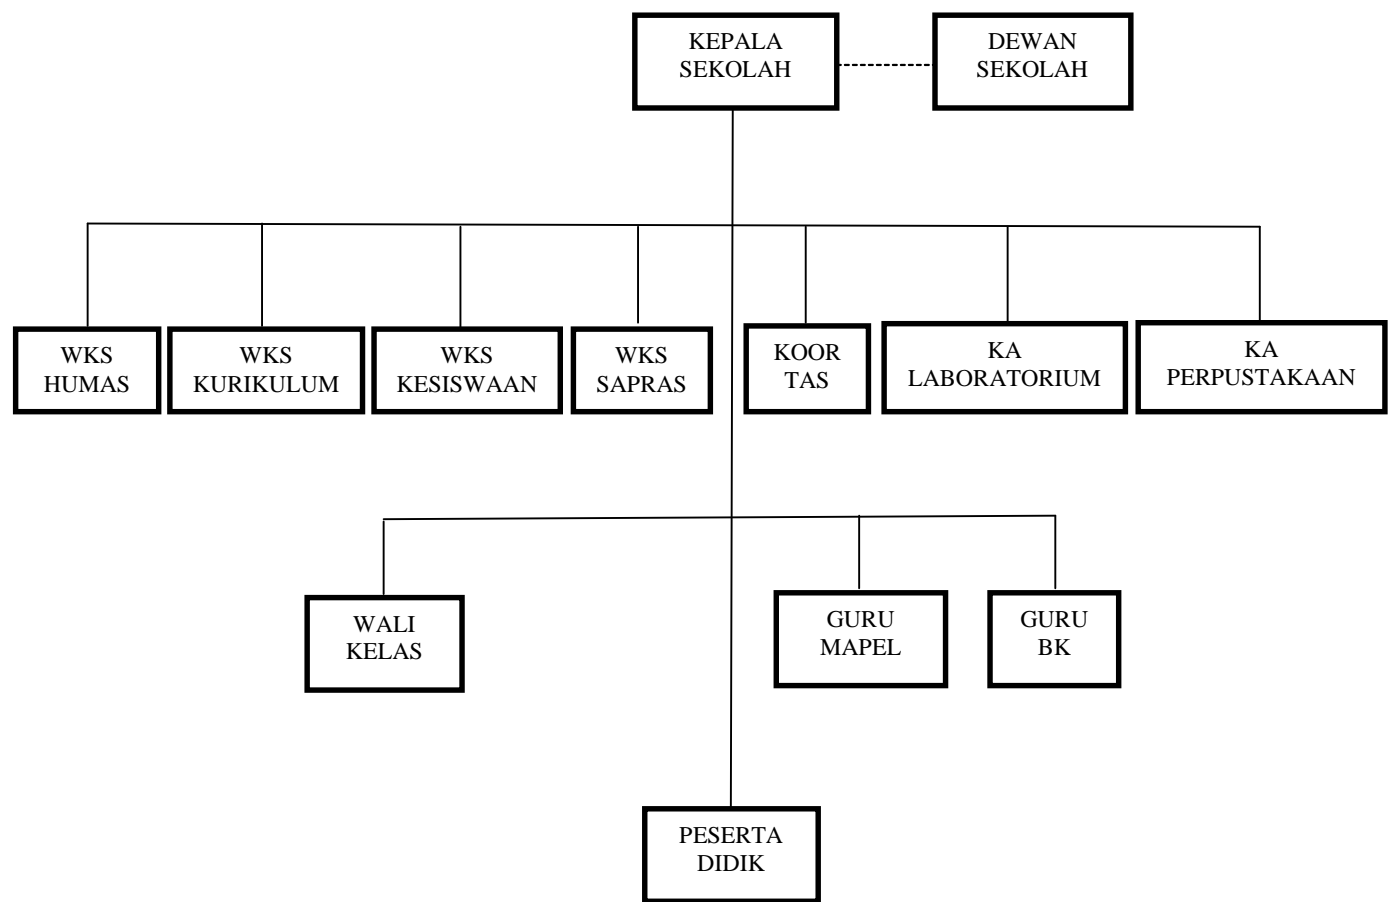 KEPALA
SEKOLAH
DEWAN
SEKOLAH
WKS
HUMAS
WKS
KURIKULUM
WKS
KESISWAAN
WKS
SAPRAS
KOOR
TAS
KA
LABORATORIUM
KA
PERPUSTAKAAN
WALI
KELAS
GURU
MAPEL
GURU
BK
PESERTA
DIDIK